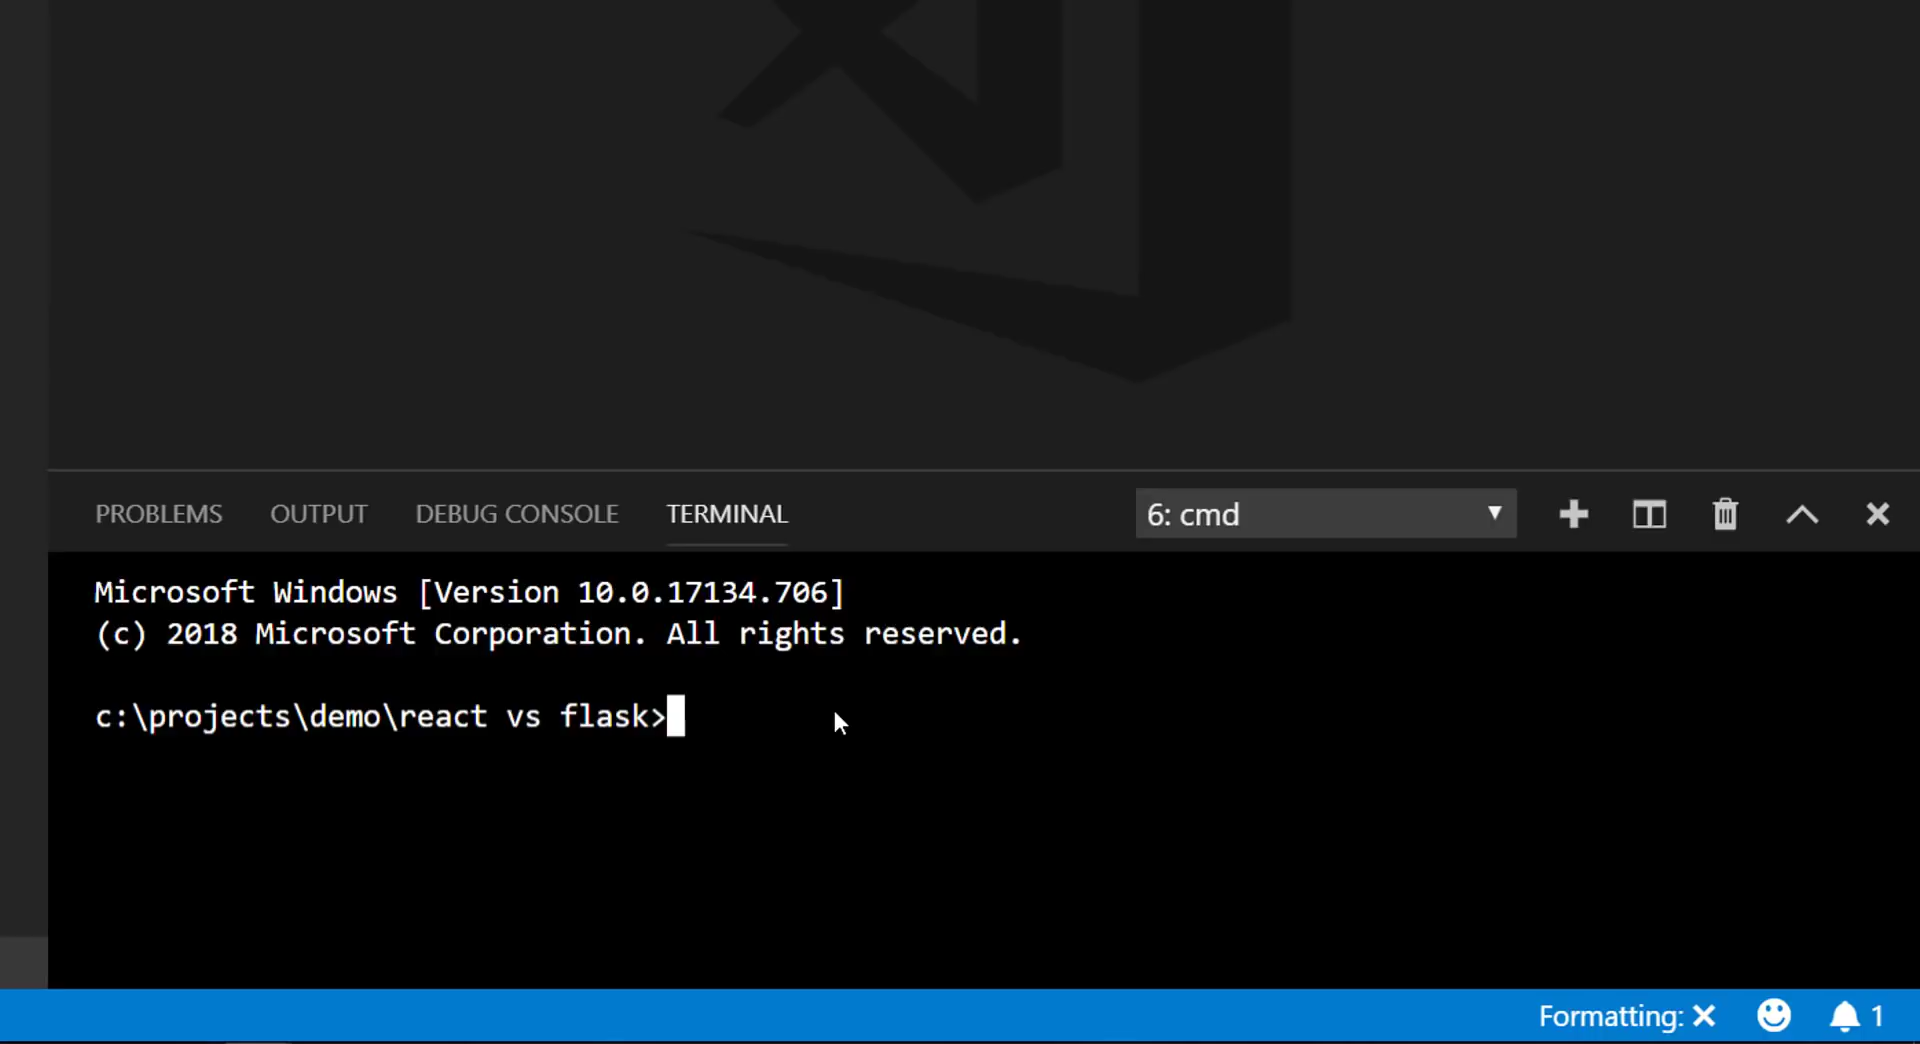 PROBLEMS OUTPUT DEBUG CONSOLE TERMINAL 6: cmd
Microsoft Windows [Version 10.0.17134.706]
(c) 2018 Microsoft Corporation. All rights reserved.
c:\projects\demo\react vs flask>
Formatting: ✕ 1